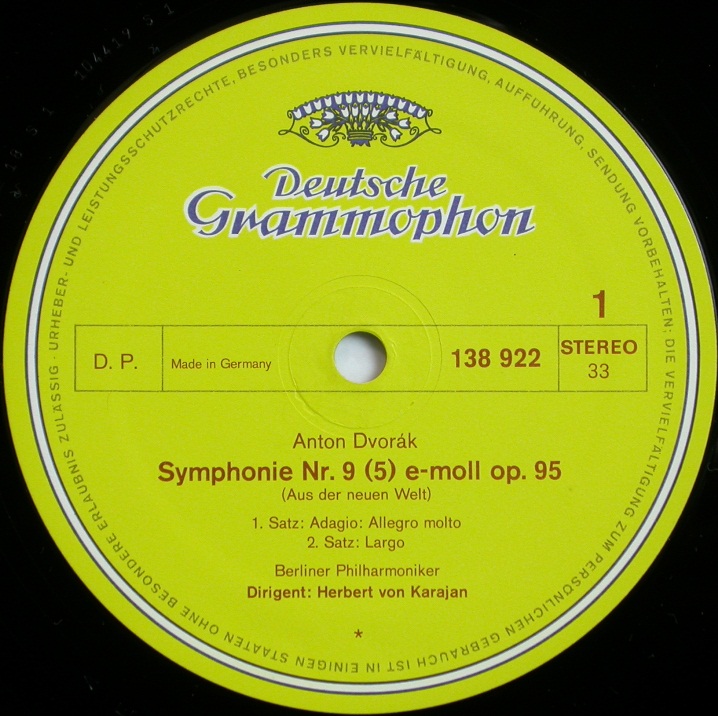 URHEBER- UND LEISTUNGSSCHUTZRECHTE, BESONDERS VERVIELFÄLTIGUNG, AUFFÜHRUNG, SENDUNG VORBEHALTEN; DIE VERVIELFÄLTIGUNG ZUM PERSÖNLICHEN GEBRAUCH IST IN EINIGEN STAATEN OHNE BESONDERE ERLAUBNIS ZULÄSSIG ·
Deutsche
Grammophon
1
D. P.
Made in Germany
138 922
STEREO
33
Anton Dvorák
Symphonie Nr. 9 (5) e-moll op. 95
(Aus der neuen Welt)
1. Satz: Adagio: Allegro molto
2. Satz: Largo
Berliner Philharmoniker
Dirigent: Herbert von Karajan
*